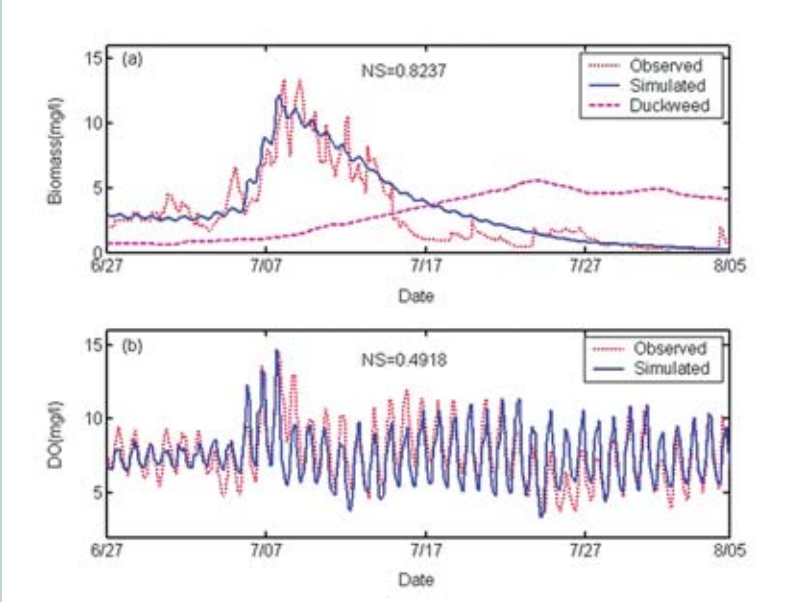 (a)
NS=0.8237
Observed
Simulated
Duckweed
Biomass(mg/l)
15
10
5
0
6/27 7/07 7/17 7/27 8/05
Date
(b)
NS=0.4918
Observed
Simulated
DO(mg/l)
15
10
5
6/27 7/07 7/17 7/27 8/05
Date